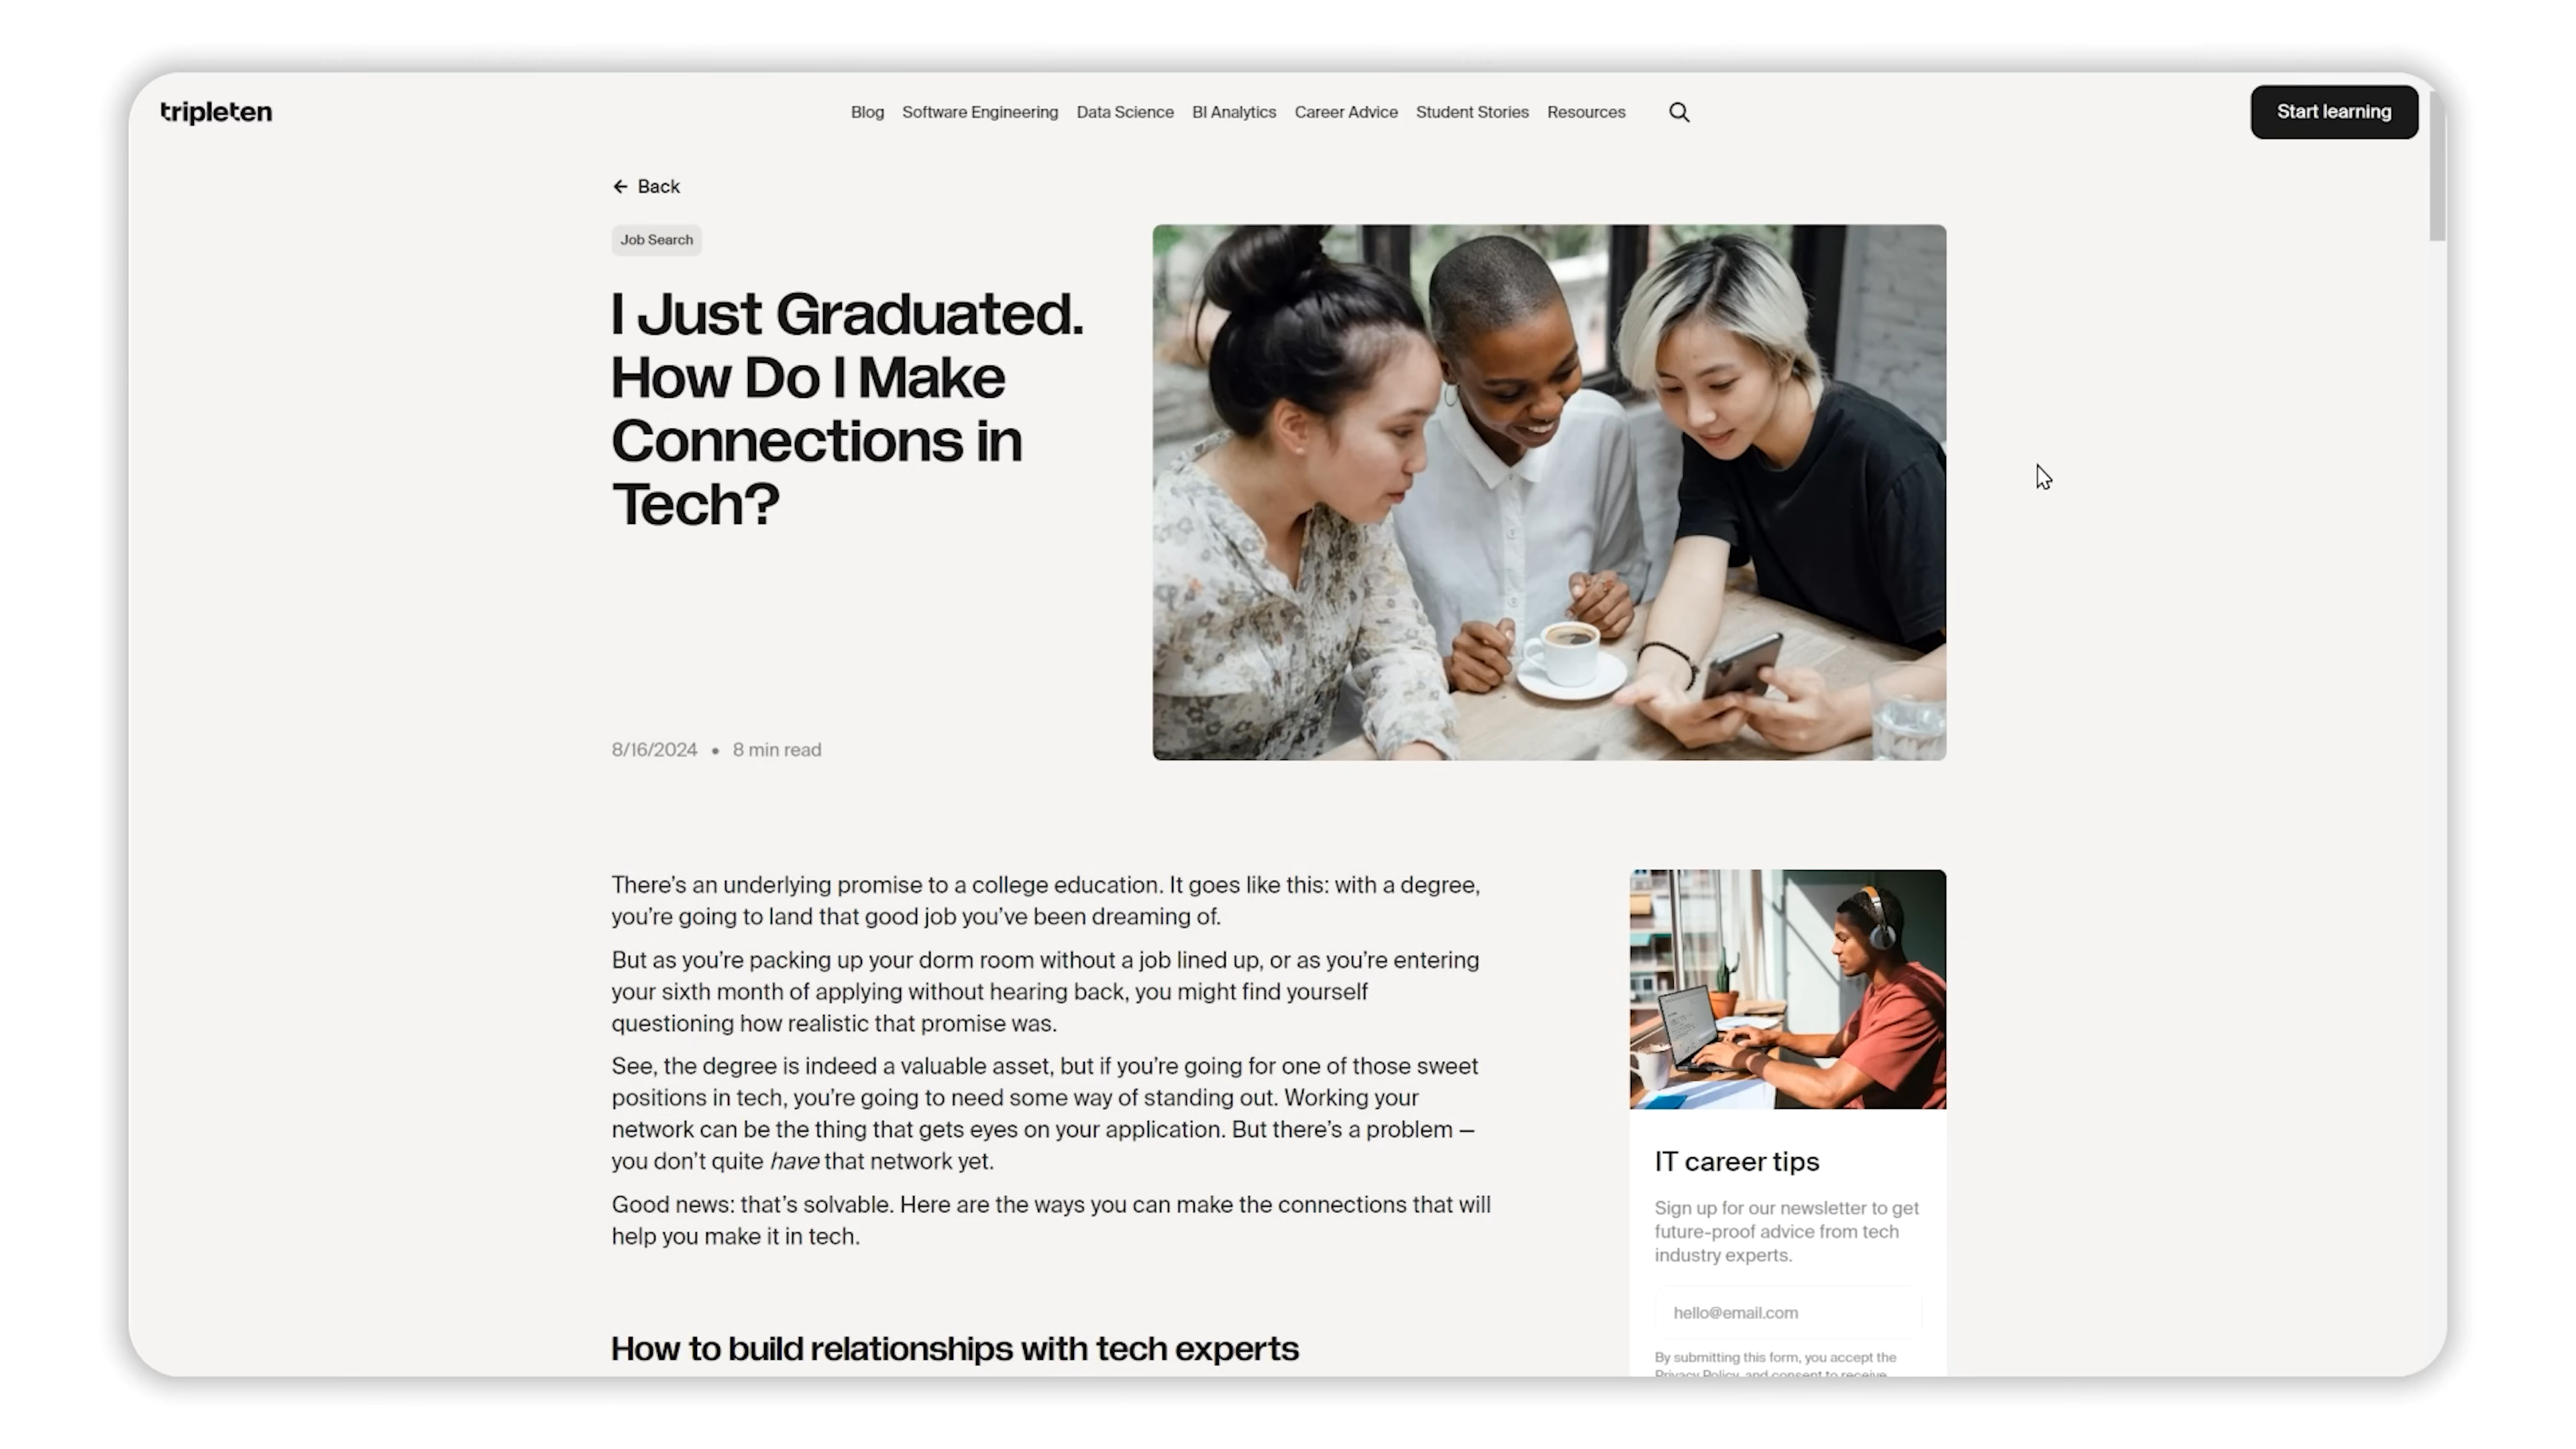 tripleten
Blog
Software Engineering
Data Science
BI Analytics
Career Advice
Student Stories
Resources
Start learning
← Back
Job Search
I Just Graduated.
How Do I Make
Connections in
Tech?
8/16/2024 • 8 min read
There’s an underlying promise to a college education. It goes like this: with a degree,
you’re going to land that good job you’ve been dreaming of.
But as you’re packing up your dorm room without a job lined up, or as you’re entering
your sixth month of applying without hearing back, you might find yourself
questioning how realistic that promise was.
See, the degree is indeed a valuable asset, but if you’re going for one of those sweet
positions in tech, you’re going to need some way of standing out. Working your
network can be the thing that gets eyes on your application. But there’s a problem —
you don’t quite have that network yet.
Good news: that’s solvable. Here are the ways you can make the connections that will
help you make it in tech.
How to build relationships with tech experts
IT career tips
Sign up for our newsletter to get
future-proof advice from tech
industry experts.
hello@email.com
By submitting this form, you accept the
Privacy Policy, and consent to receive